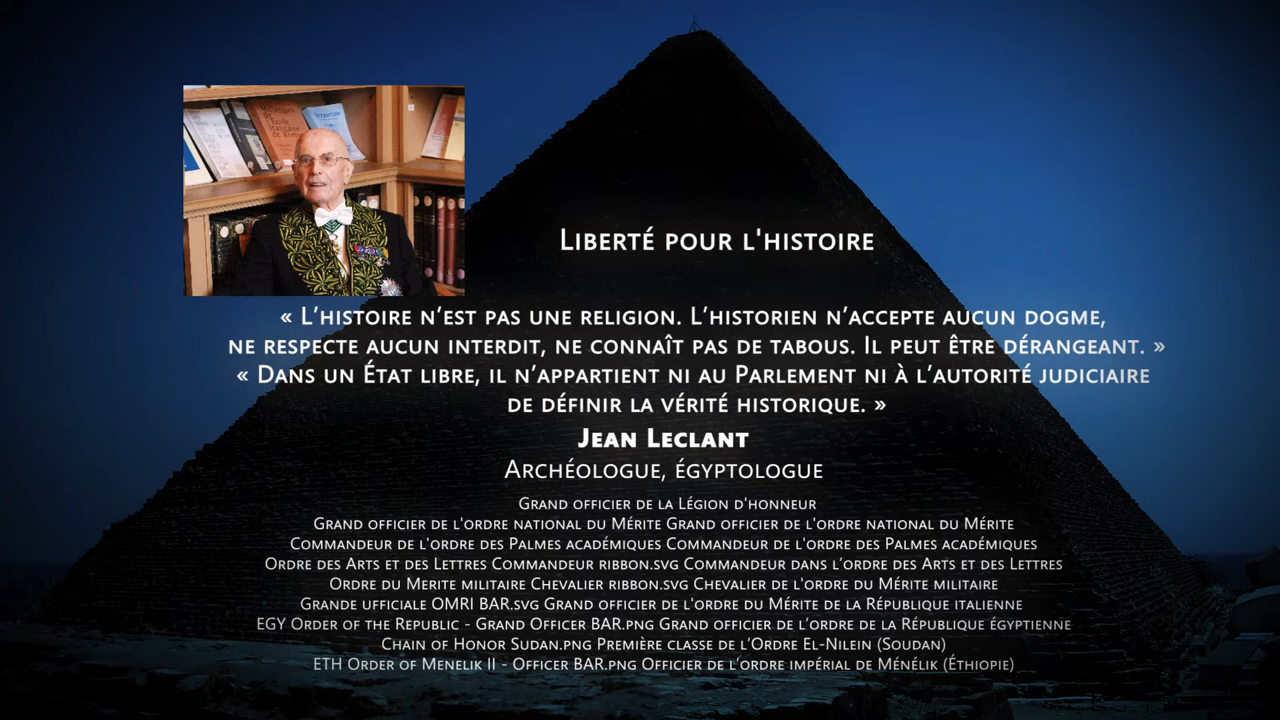 Mélanges de l'École française de Rome
LIBERTÉ POUR L'HISTOIRE
« L’HISTOIRE N’EST PAS UNE RELIGION. L’HISTORIEN N’ACCEPTE AUCUN DOGME,
NE RESPECTE AUCUN INTERDIT, NE CONNAÎT PAS DE TABOUS. IL PEUT ÊTRE DÉRANGEANT. »
« DANS UN ÉTAT LIBRE, IL N’APPARTIENT NI AU PARLEMENT NI À L’AUTORITÉ JUDICIAIRE
DE DÉFINIR LA VÉRITÉ HISTORIQUE. »
JEAN LECLANT
ARCHÉOLOGUE, ÉGYPTOLOGUE
GRAND OFFICIER DE LA LÉGION D'HONNEUR
GRAND OFFICIER DE L'ORDRE NATIONAL DU MÉRITE GRAND OFFICIER DE L'ORDRE NATIONAL DU MÉRITE
COMMANDEUR DE L'ORDRE DES PALMES ACADÉMIQUES COMMANDEUR DE L'ORDRE DES PALMES ACADÉMIQUES
ORDRE DES ARTS ET DES LETTRES COMMANDEUR RIBBON.SVG COMMANDEUR DANS L’ORDRE DES ARTS ET DES LETTRES
ORDRE DU MERITE MILITAIRE CHEVALIER RIBBON.SVG CHEVALIER DE L'ORDRE DU MÉRITE MILITAIRE
GRANDE UFFICIALE OMRI BAR.SVG GRAND OFFICIER DE L'ORDRE DU MÉRITE DE LA RÉPUBLIQUE ITALIENNE
EGY ORDER OF THE REPUBLIC - GRAND OFFICER BAR.PNG GRAND OFFICIER DE L’ORDRE DE LA RÉPUBLIQUE ÉGYPTIENNE
CHAIN OF HONOR SUDAN.PNG PREMIÈRE CLASSE DE L’ORDRE EL-NILEIN (SOUDAN)
ETH ORDER OF MENELIK II - OFFICER BAR.PNG OFFICIER DE L’ORDRE IMPÉRIAL DE MÉNÉLIK (ÉTHIOPIE)